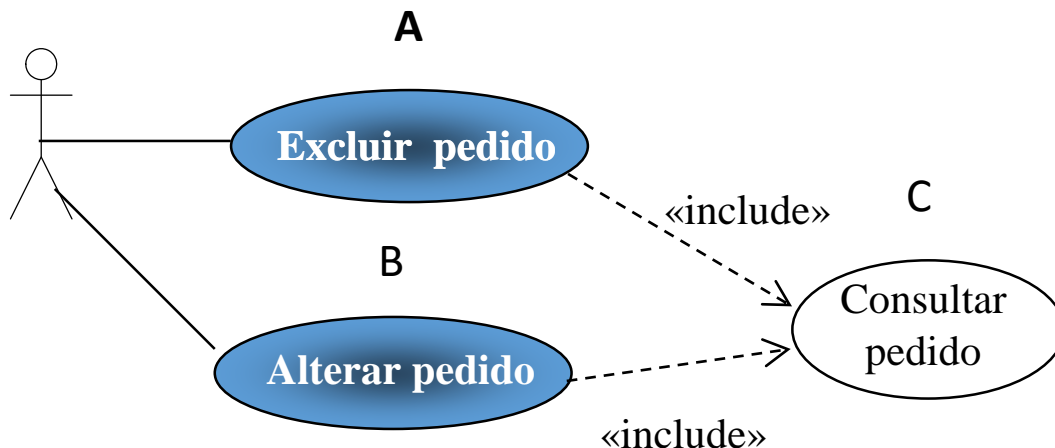 A
Excluir pedido
«include»
C
B
Consultar
pedido
Alterar pedido
«include»